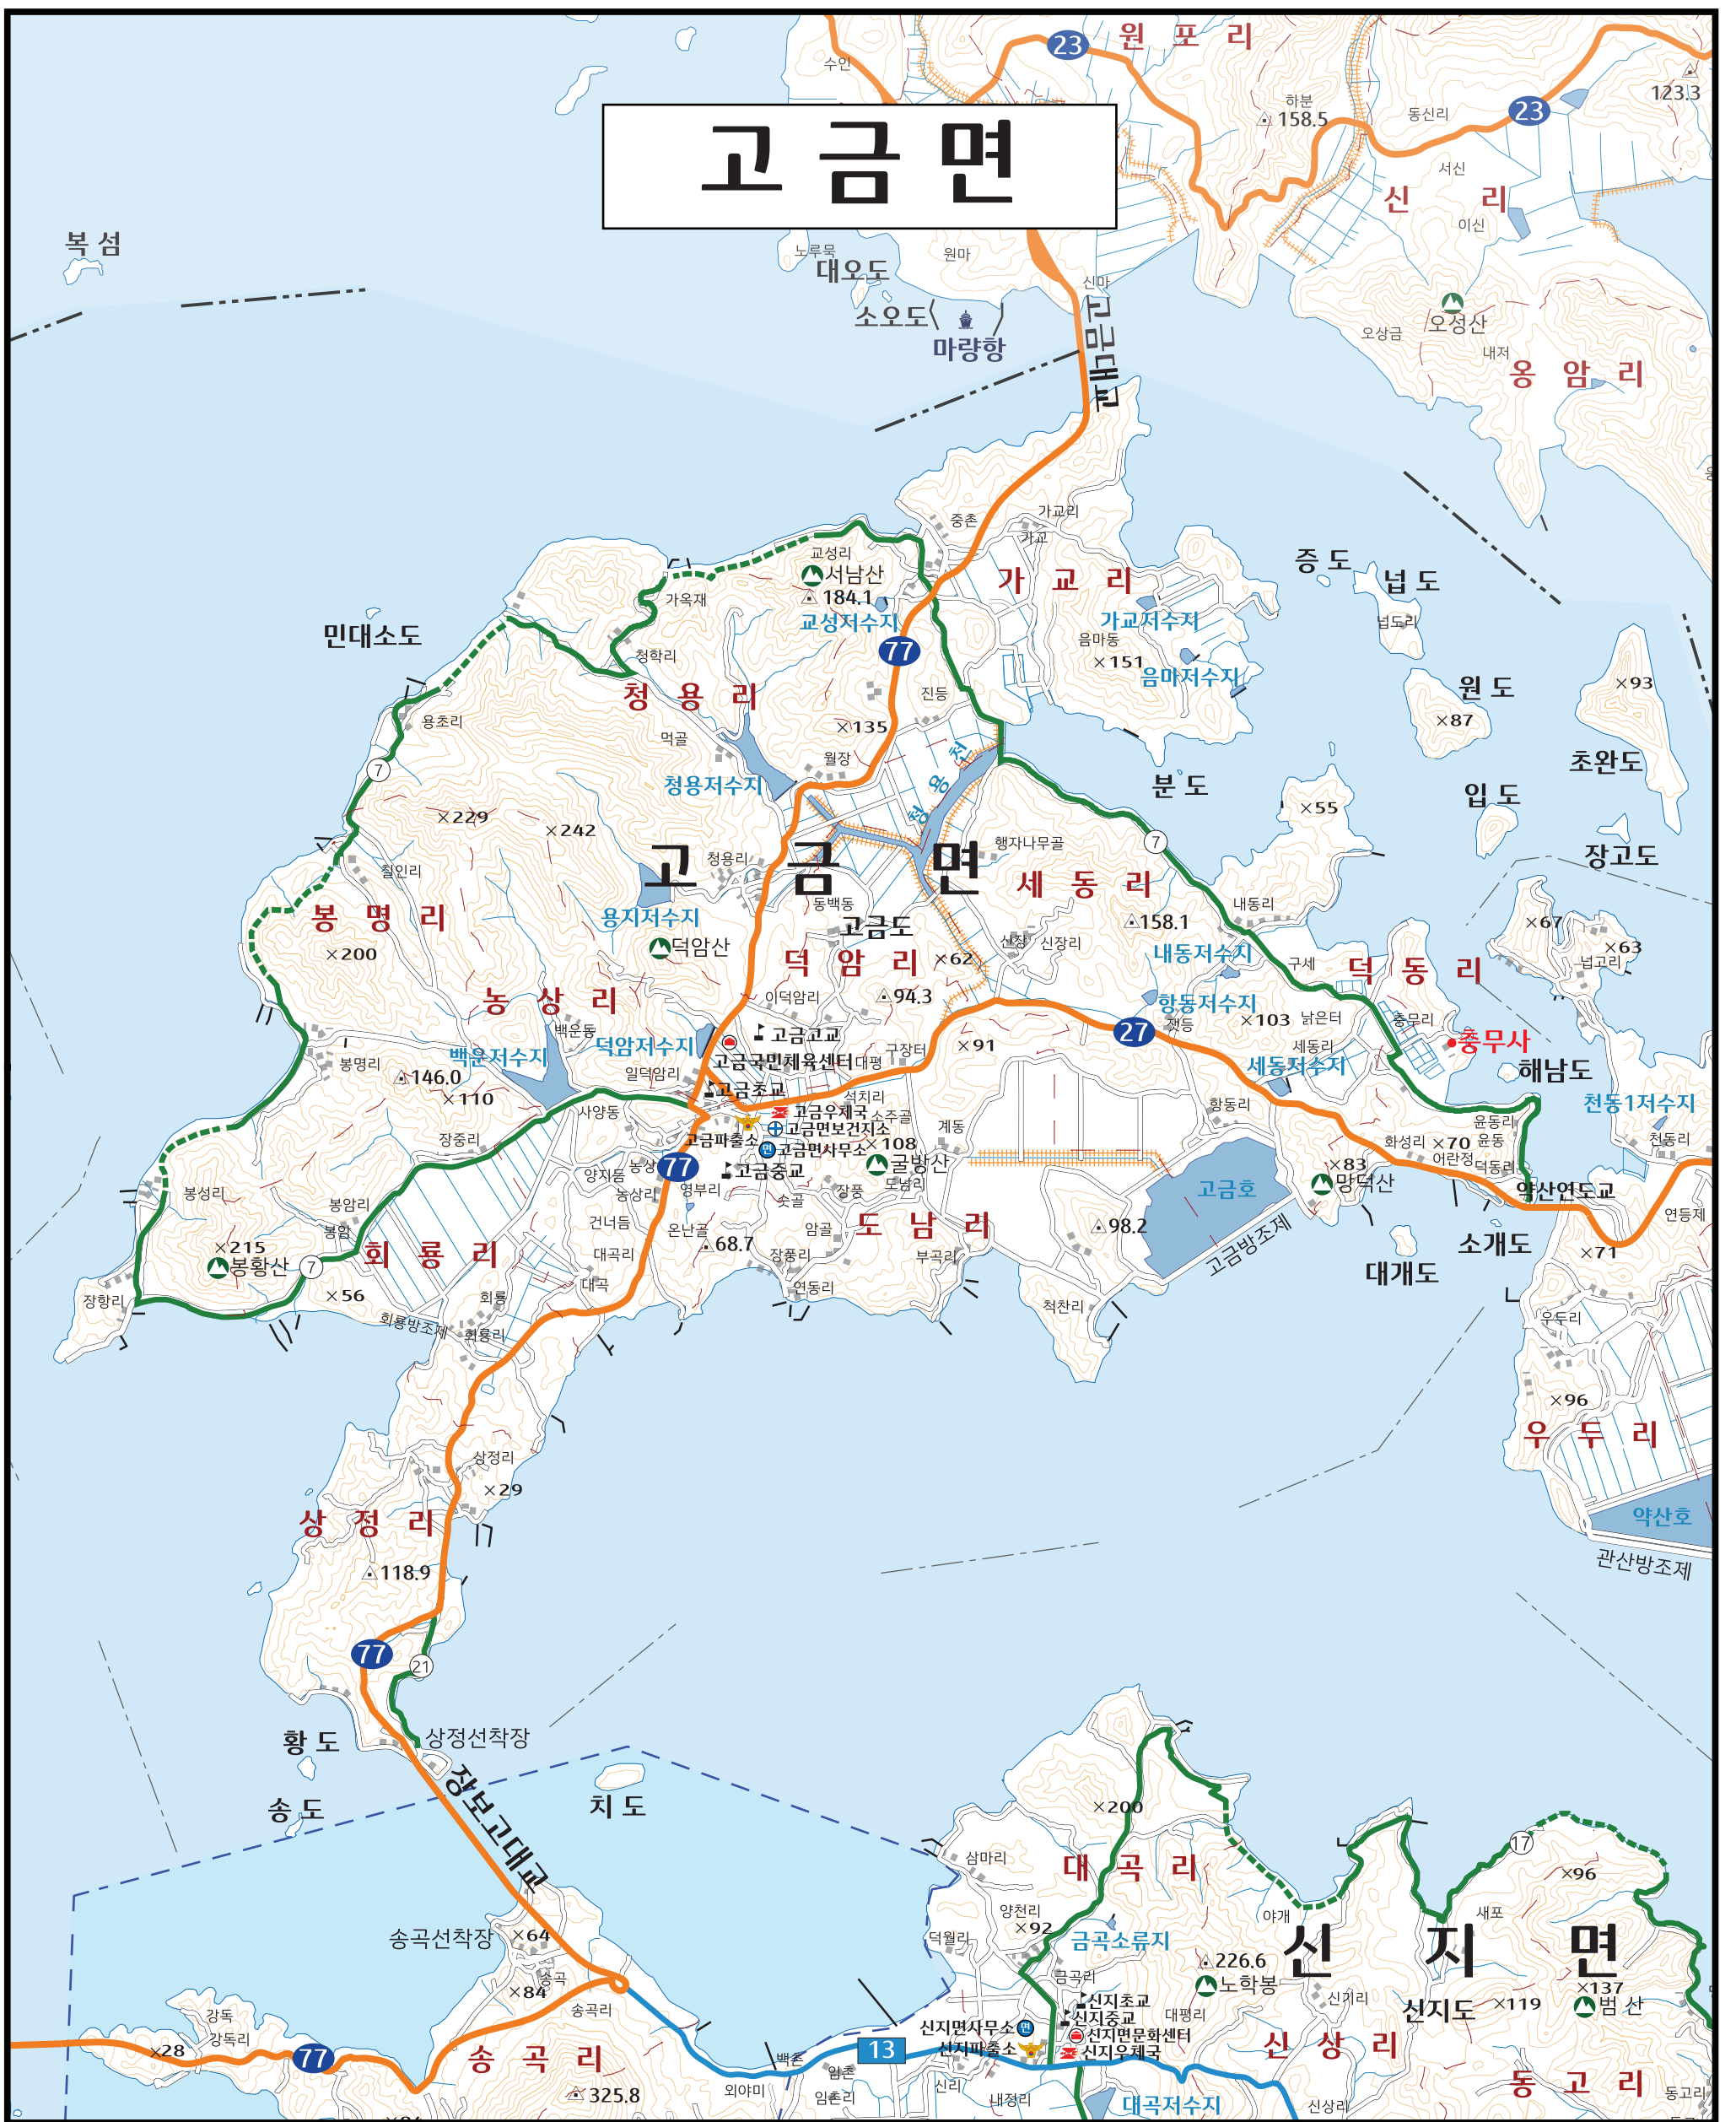 고금면
원 포 리
23
수인
하분
158.5
동신리
23
123.3
서신
신 리
이신
복 섬
노루묵
대오도
원마
신마
소오도
마량항
고금대교
오성산
오상금
내저
옹 암 리
중촌
가교리
가교
교성리
서남산
184.1
가 교 리
증 도
넙 도
넙도리
가옥재
교성저수지
가교저수지
음마동
×151
음마저수지
민대소도
77
청학리
청 용 리
진등
원 도
×93
×87
용초리
×135
먹골
월장
청용저수지
청 용 천
초완도
분 도
입 도
7
×229
×242
×55
7
행자나무골
장고도
청용리
고 금 면
세 동 리
칠인리
봉 명 리
용지저수지
동백동
고금도
내동리
158.1
×67
×63
덕암산
신장
신장리
내동저수지
넙고리
×200
덕 암 리
×62
구세
덕 동 리
농 상 리
이덕암리
94.3
항동저수지
백운동
고금고교
27
잿등
×103
낡은터
충무리
충무사
봉명리
백운저수지
덕암저수지
고금국민체육센터
대평
구장터
×91
세동리
세동저수지
해남도
146.0
×110
일덕암리
고금초교
석치리
천동1저수지
사양동
고금우체국
소주골
항동리
윤동리
장중리
고금파출소
고금면보건지소
×108
계동
화성리
×70
윤동
천동리
고금면사무소
어란정
77
고금중교
굴방산
×83
덕동리
양지둠
영부리
도남리
망덕산
약산연도교
봉성리
봉암리
농상리
솟골
장풍
고금호
연등제
봉암
건너듬
온난골
암골
도 남 리
98.2
고금방조제
소개도
×71
×215
회 룡 리
대곡리
68.7
장풍리
부곡리
대개도
봉황산
7
대곡
연동리
장항리
×56
회룡
척찬리
회룡방조제
회룡리
우두리
×96
우 두 리
상정리
×29
상 정 리
약산호
118.9
관산방조제
77
21
황 도
상정선착장
장보고대교
송 도
치 도
×200
17
삼마리
대 곡 리
×96
양천리
×92
야개
새포
송곡선착장
×64
덕월리
금곡소류지
신 지 면
226.6
송곡
금곡리
노학봉
×137
×84
신지초교
신기리
신지도
×119
범 산
강독
송곡리
신지중교
대평리
강독리
신지면사무소
신지면문화센터
×28
77
송 곡 리
백촌
13
신지파출소
신지우체국
신 상 리
임촌
325.8
외야미
임촌리
신리
내정리
대곡저수지
신상리
동 고 리
동고리